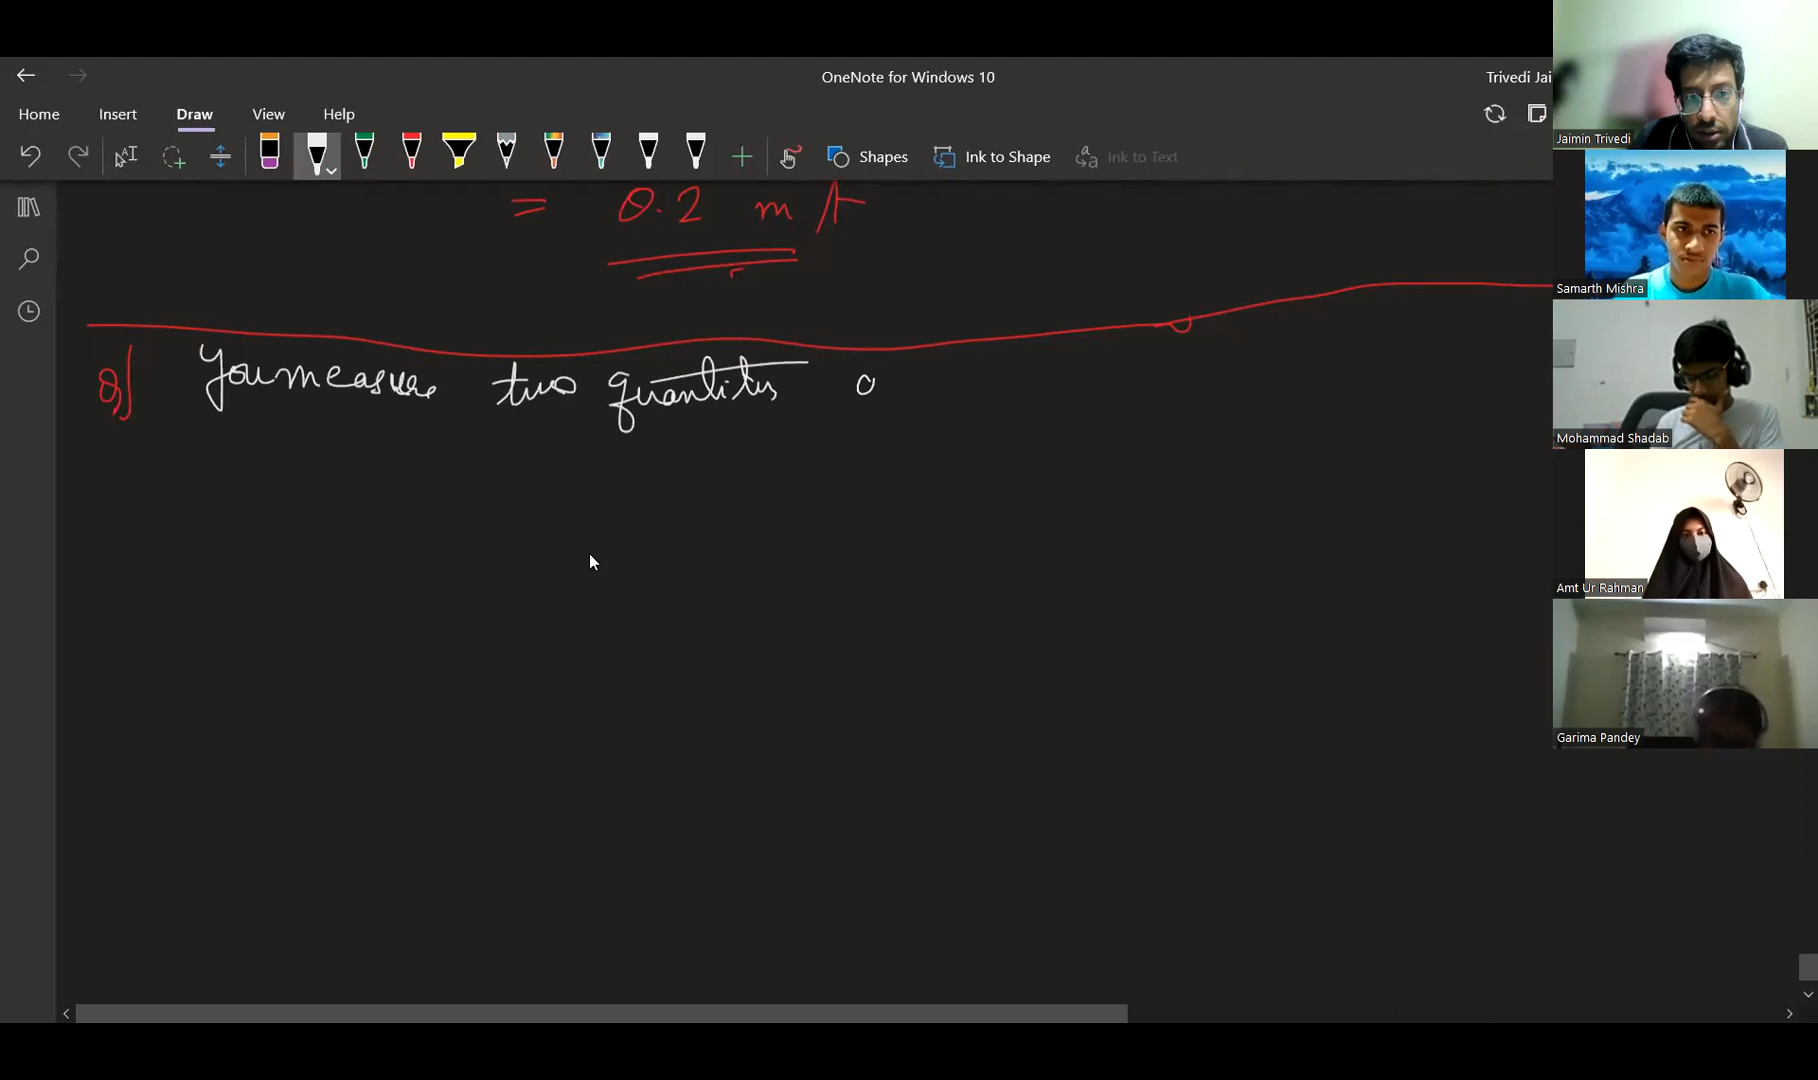 OneNote for Windows 10
Trivedi Jai
Home Insert Draw View Help
Shapes Ink to Shape Ink to Text
= 0.2 m/
Q) You measure two quantities a
Jaimin Trivedi
Samarth Mishra
Mohammad Shadab
Amt Ur Rahman
Garima Pandey